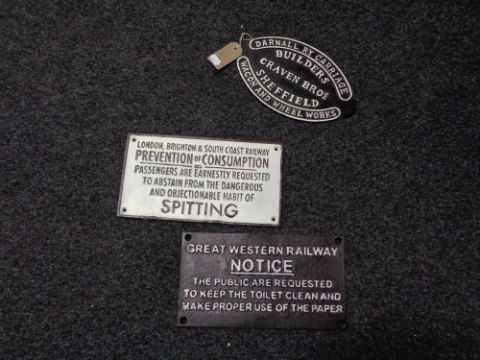 DARNALL RY CARRIAGE
BUILDERS
CRAVEN BROS
SHEFFIELD
WAGON AND WHEEL WORKS
LONDON, BRIGHTON & SOUTH COAST RAILWAY
PREVENTION OF CONSUMPTION
PASSENGERS ARE EARNESTLY REQUESTED
TO ABSTAIN FROM THE DANGEROUS
AND OBJECTIONABLE HABIT OF
SPITTING
GREAT WESTERN RAILWAY
NOTICE
THE PUBLIC ARE REQUESTED
TO KEEP THE TOILET CLEAN AND
MAKE PROPER USE OF THE PAPER